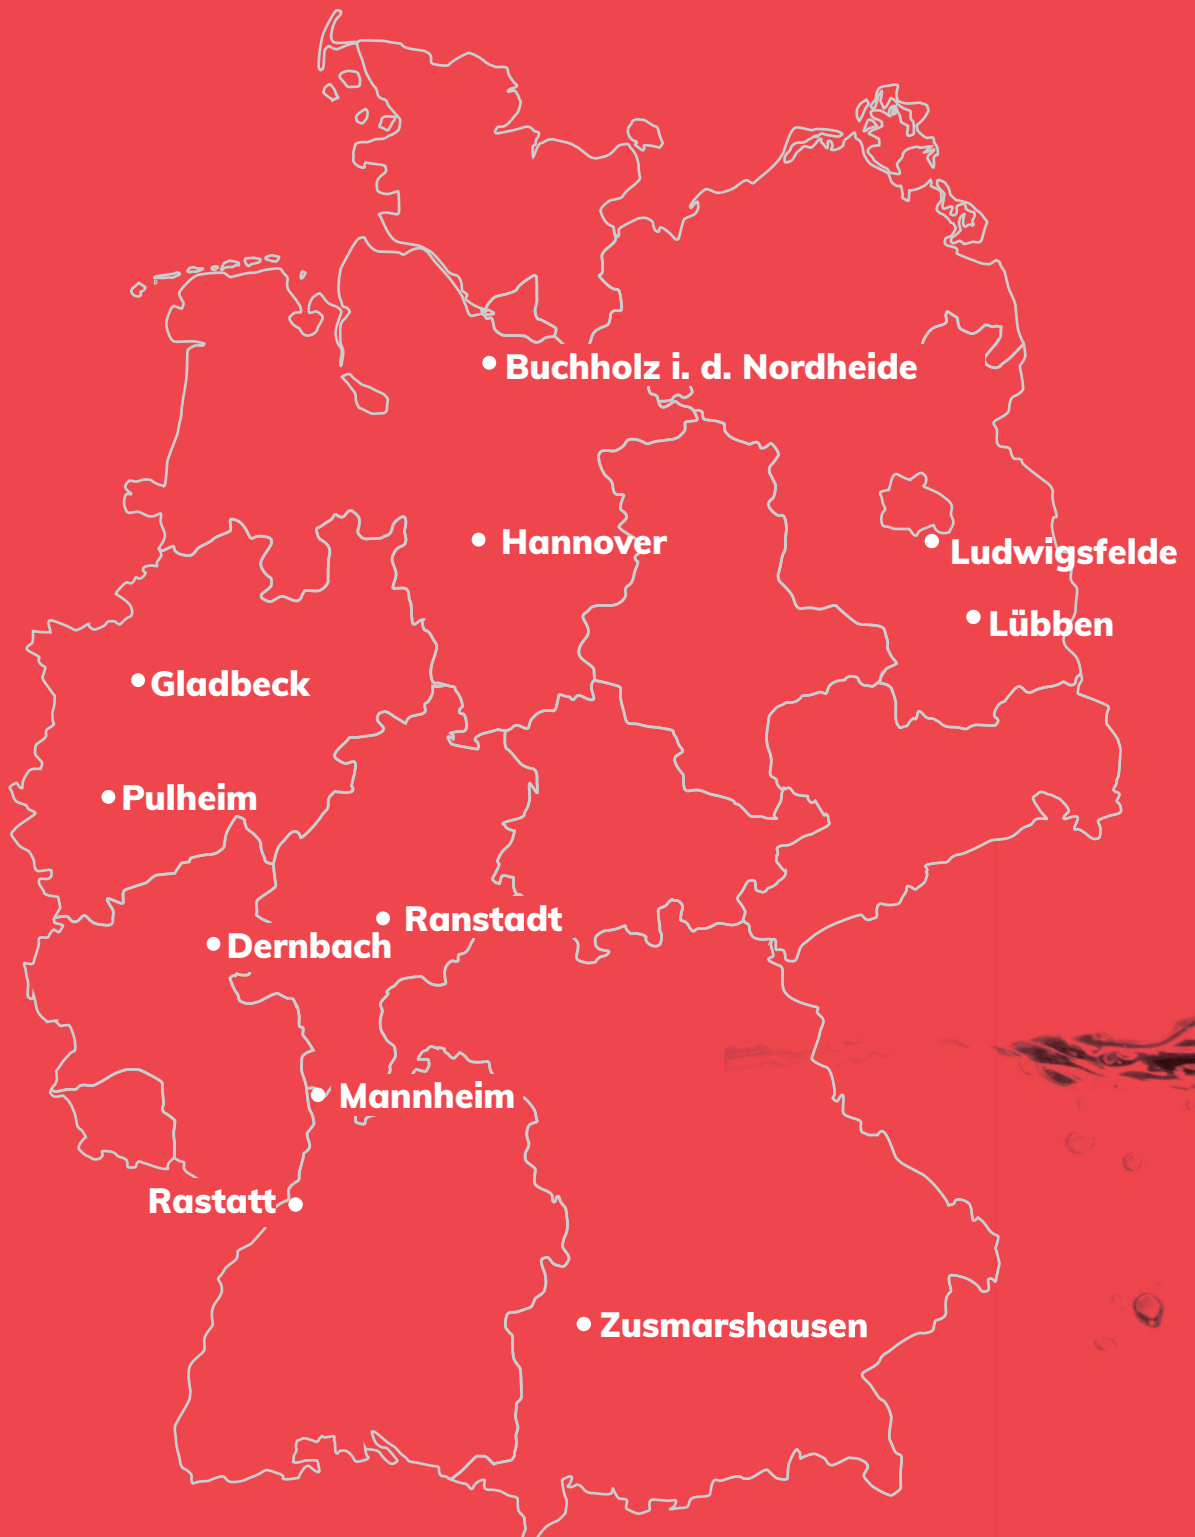 Buchholz i. d. Nordheide
Hannover
Ludwigsfelde
Lübben
Gladbeck
Pulheim
Ranstadt
Dernbach
Mannheim
Rastatt
Zusmarshausen